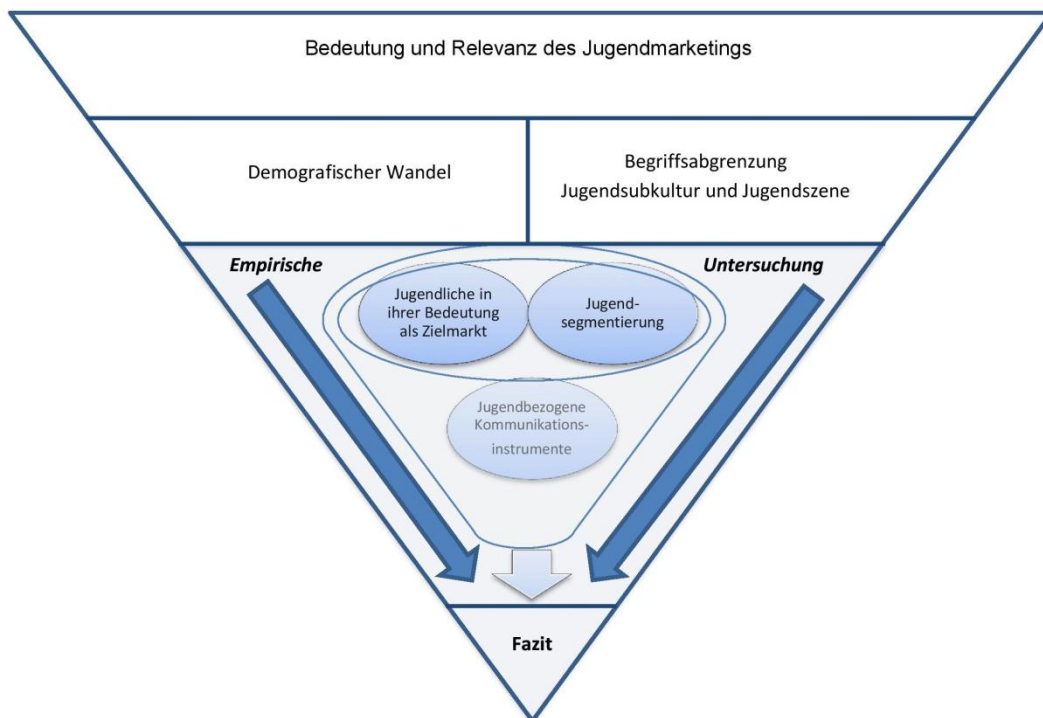 Bedeutung und Relevanz des Jugendmarketings
Demografischer Wandel
Begriffsabgrenzung
Jugendsubkultur und Jugendszene
Empirische
Untersuchung
Jugendliche in
ihrer Bedeutung
als Zielmarkt
Jugend-
segmentierung
Jugendbezogene
Kommunikations-
instrumente
Fazit